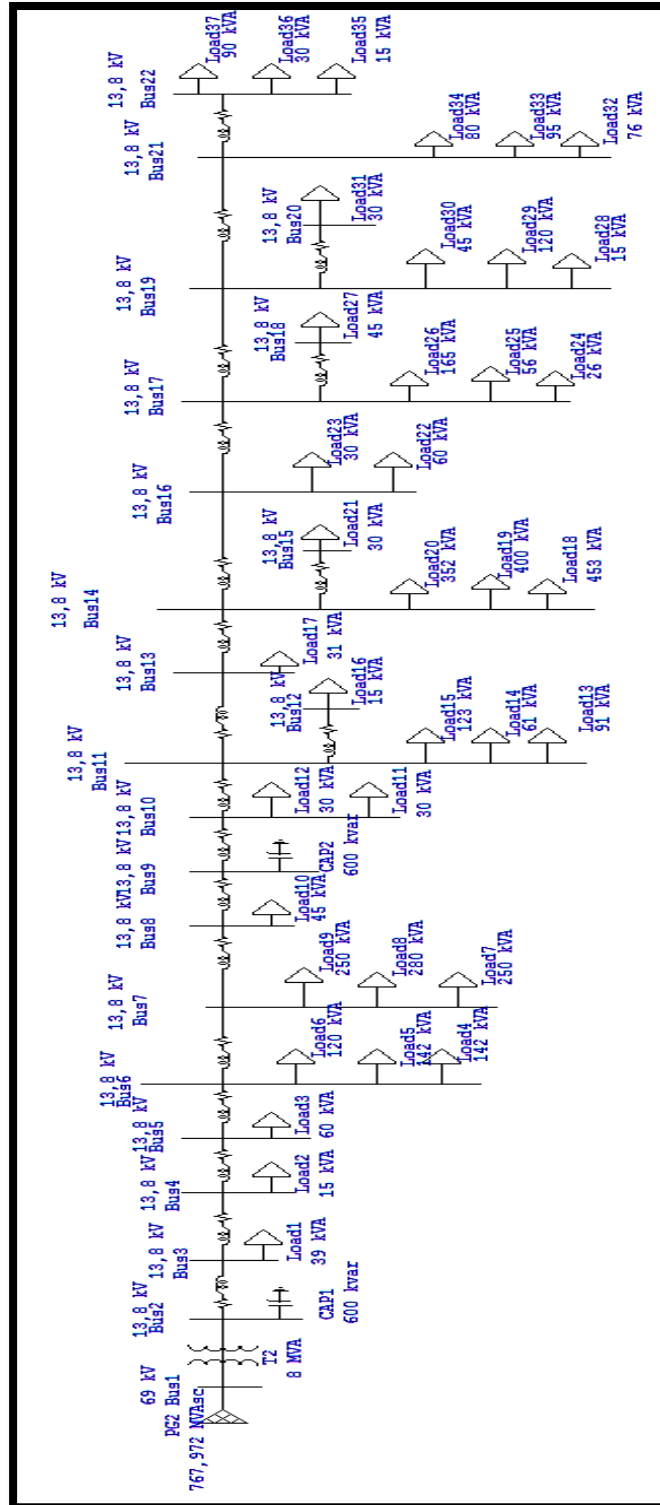 69 kV
PG2 Bus1
767,972 MVAsc
T2
8 MVA
13,8 kV
Bus2
CAP1
600 kvar
13,8 kV
Bus3
Load1
39 kVA
13,8 kV
Bus4
Load2
15 kVA
13,8 kV
Bus5
Load3
60 kVA
13,8 kV
Bus6
Load6
120 kVA
Load5
142 kVA
Load4
142 kVA
13,8 kV
Bus7
Load9
250 kVA
Load8
280 kVA
Load7
250 kVA
13,8 kV
Bus8
Load10
45 kVA
13,8 kV
Bus9
CAP2
600 kvar
13,8 kV
Bus10
Load12
30 kVA
Load11
30 kVA
13,8 kV
Bus11
13,8 kV
Bus12
Load16
15 kVA
Load15
123 kVA
Load14
61 kVA
Load13
91 kVA
13,8 kV
Bus13
Load17
31 kVA
13,8 kV
Bus14
13,8 kV
Bus15
Load21
30 kVA
Load20
352 kVA
Load19
400 kVA
Load18
453 kVA
13,8 kV
Bus16
Load23
30 kVA
Load22
60 kVA
13,8 kV
Bus17
13,8 kV
Bus18
Load27
45 kVA
Load26
165 kVA
Load25
56 kVA
Load24
26 kVA
13,8 kV
Bus19
13,8 kV
Bus20
Load31
30 kVA
Load30
45 kVA
Load29
120 kVA
Load28
15 kVA
13,8 kV
Bus21
Load34
80 kVA
Load33
95 kVA
Load32
76 kVA
13,8 kV
Bus22
Load37
90 kVA
Load36
30 kVA
Load35
15 kVA